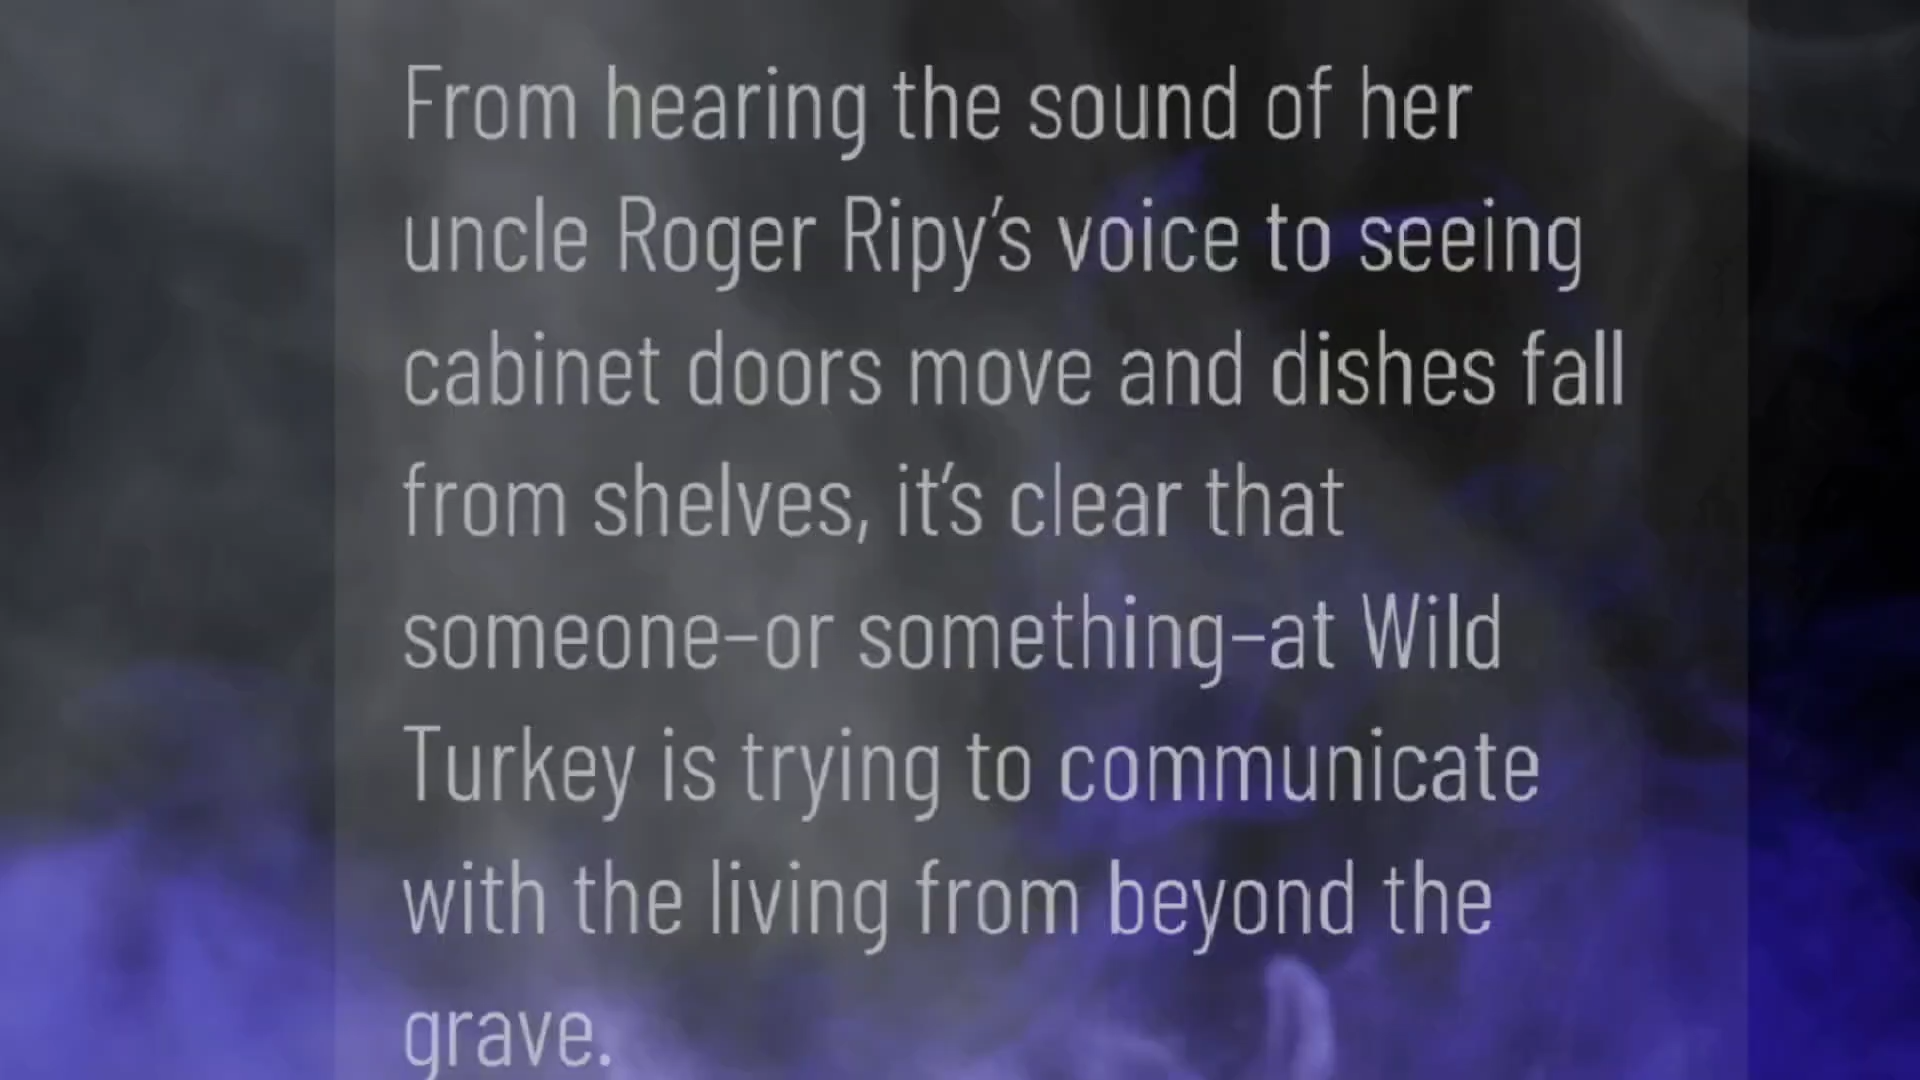 From hearing the sound of her
uncle Roger Ripy’s voice to seeing
cabinet doors move and dishes fall
from shelves, it’s clear that
someone–or something–at Wild
Turkey is trying to communicate
with the living from beyond the
grave.